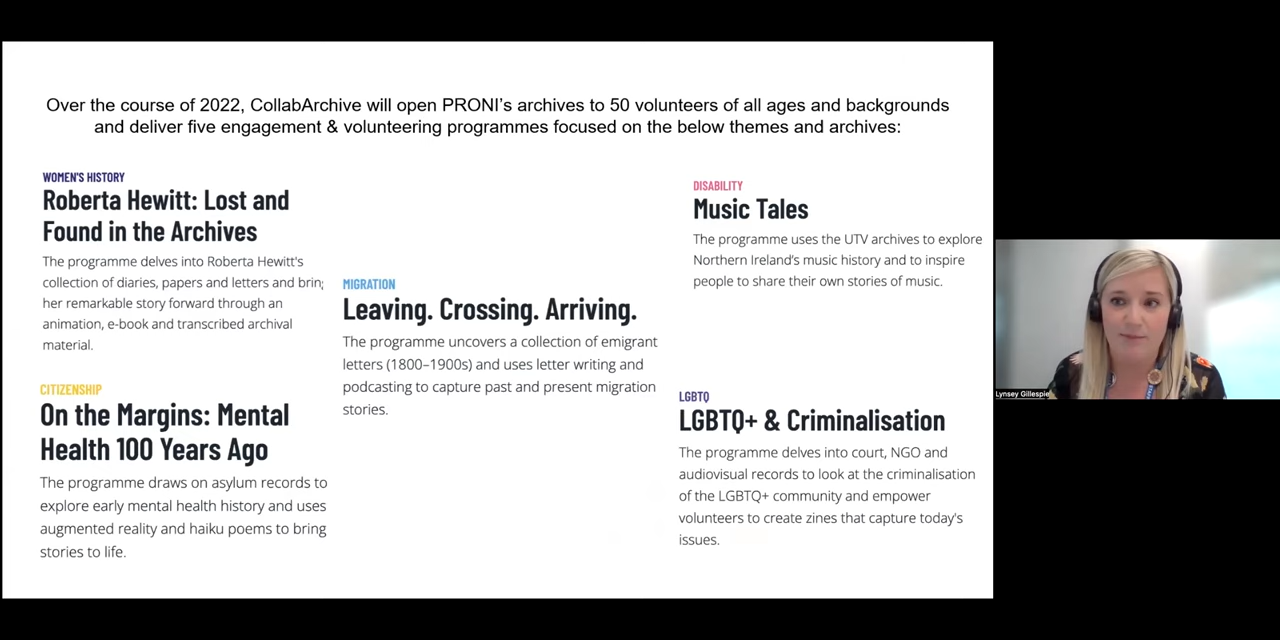 Over the course of 2022, CollabArchive will open PRONI's archives to 50 volunteers of all ages and backgrounds
and deliver five engagement & volunteering programmes focused on the below themes and archives:
WOMEN'S HISTORY
Roberta Hewitt: Lost and
Found in the Archives
The programme delves into Roberta Hewitt's
collection of diaries, papers and letters and brin
her remarkable story forward through an
animation, e-book and transcribed archival
material.
CITIZENSHIP
On the Margins: Mental
Health 100 Years Ago
The programme draws on asylum records to
explore early mental health history and uses
augmented reality and haiku poems to bring
stories to life.
MIGRATION
Leaving. Crossing. Arriving.
The programme uncovers a collection of emigrant
letters (1800–1900s) and uses letter writing and
podcasting to capture past and present migration
stories.
DISABILITY
Music Tales
The programme uses the UTV archives to explore
Northern Ireland's music history and to inspire
people to share their own stories of music.
LGBTQ
LGBTQ+ & Criminalisation
The programme delves into court, NGO and
audiovisual records to look at the criminalisation
of the LGBTQ+ community and empower
volunteers to create zines that capture today's
issues.
Lynsey Gillespie